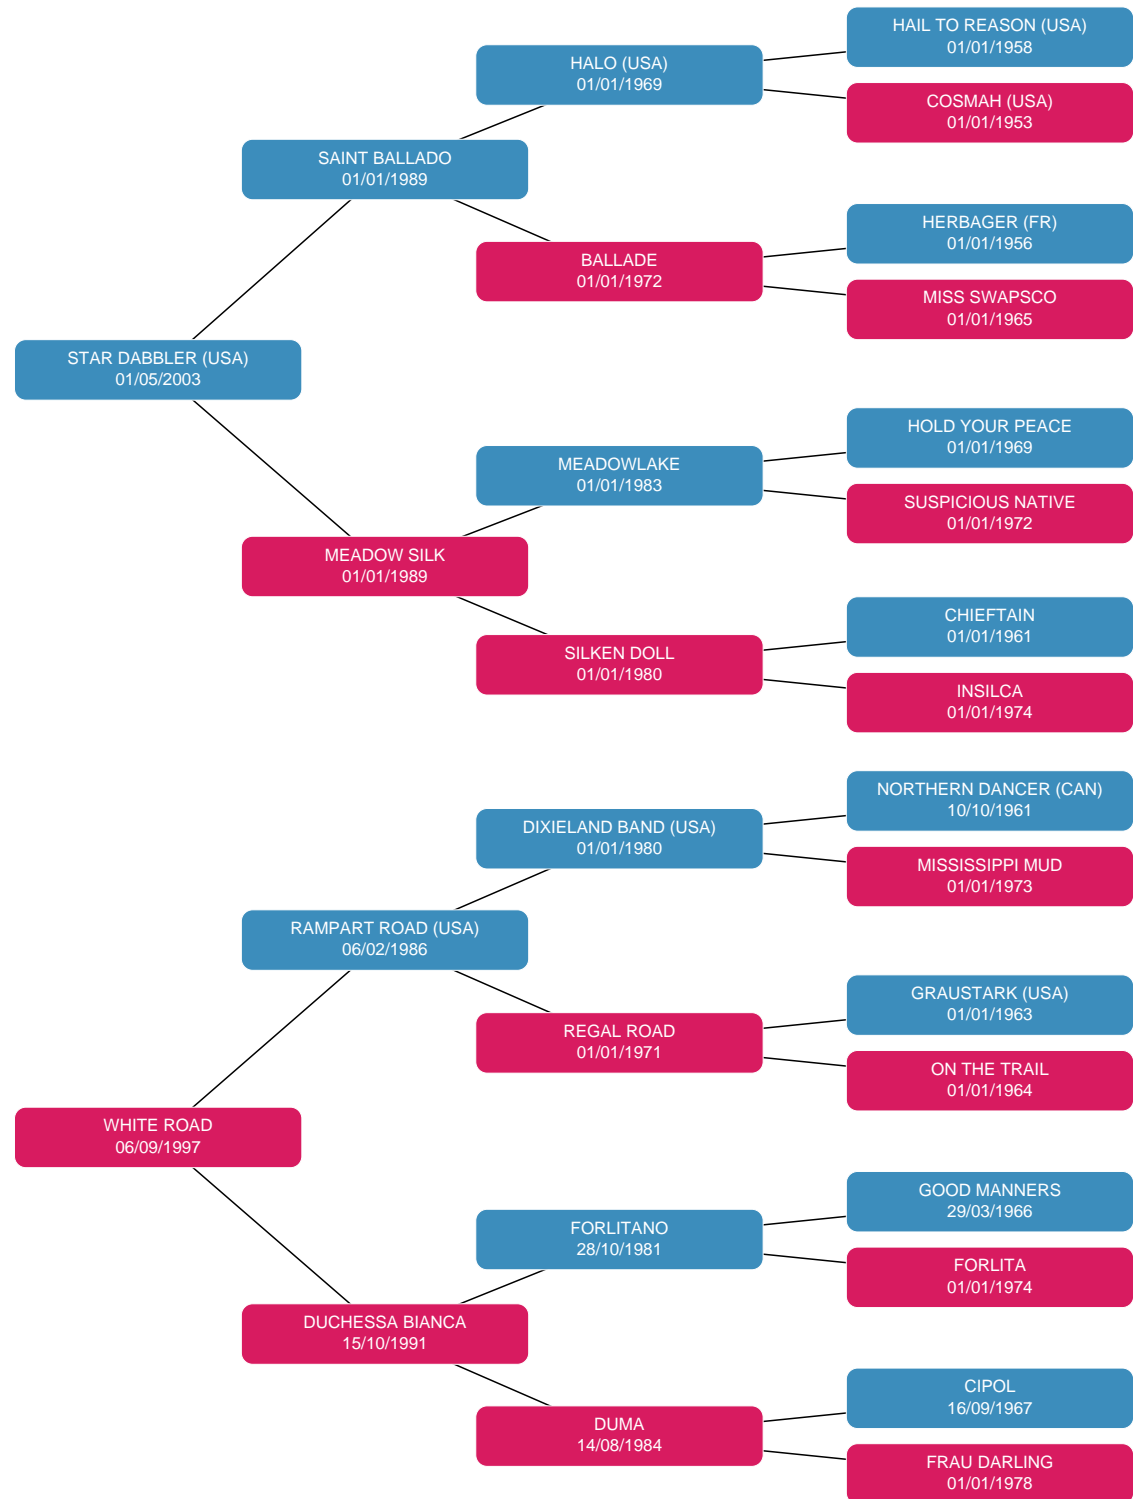 HAIL TO REASON (USA)
01/01/1958
HALO (USA)
01/01/1969
COSMAH (USA)
01/01/1953
SAINT BALLADO
01/01/1989
HERBAGER (FR)
01/01/1956
BALLADE
01/01/1972
MISS SWAPSCO
01/01/1965
STAR DABBLER (USA)
01/05/2003
HOLD YOUR PEACE
01/01/1969
MEADOWLAKE
01/01/1983
SUSPICIOUS NATIVE
01/01/1972
MEADOW SILK
01/01/1989
CHIEFTAIN
01/01/1961
SILKEN DOLL
01/01/1980
INSILCA
01/01/1974
NORTHERN DANCER (CAN)
10/10/1961
DIXIELAND BAND (USA)
01/01/1980
MISSISSIPPI MUD
01/01/1973
RAMPART ROAD (USA)
06/02/1986
GRAUSTARK (USA)
01/01/1963
REGAL ROAD
01/01/1971
ON THE TRAIL
01/01/1964
WHITE ROAD
06/09/1997
GOOD MANNERS
29/03/1966
FORLITANO
28/10/1981
FORLITA
01/01/1974
DUCHESSA BIANCA
15/10/1991
CIPOL
16/09/1967
DUMA
14/08/1984
FRAU DARLING
01/01/1978